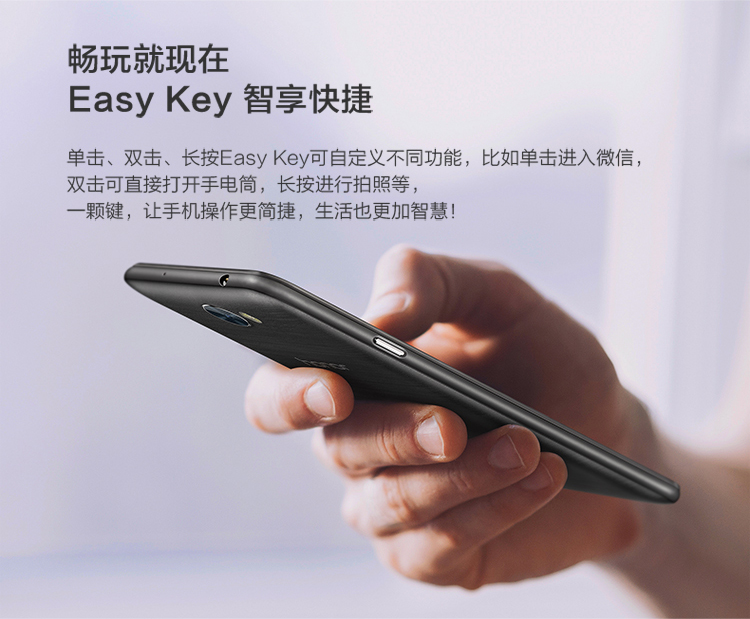 畅玩就现在
Easy Key 智享快捷
单击、双击、长按Easy Key可自定义不同功能，比如单击进入微信，
双击可直接打开手电筒，长按进行拍照等，
一颗键，让手机操作更简捷，生活也更加智慧！